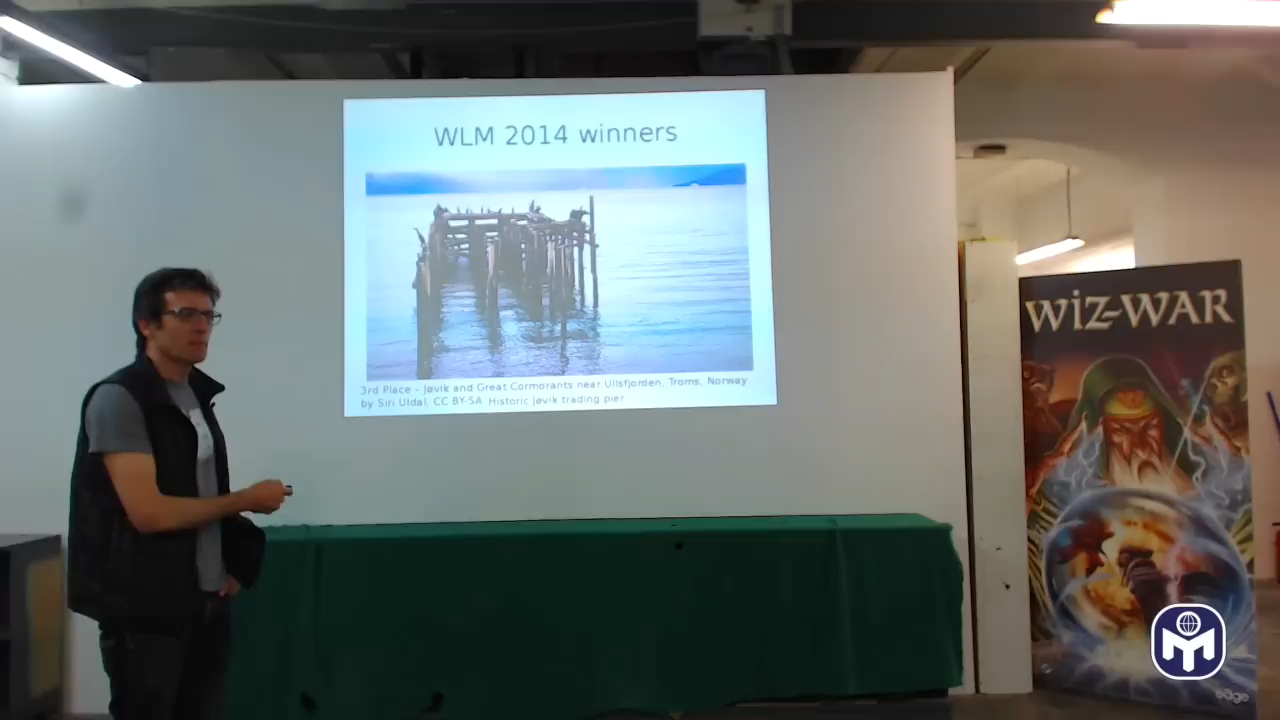 WLM 2014 winners
3rd Place – Jøvik and Great Cormorants near Ullsfjorden, Troms, Norway
by Siri Uldal, CC BY-SA. Historic Jøvik trading pier
WiZ-WAR
edge